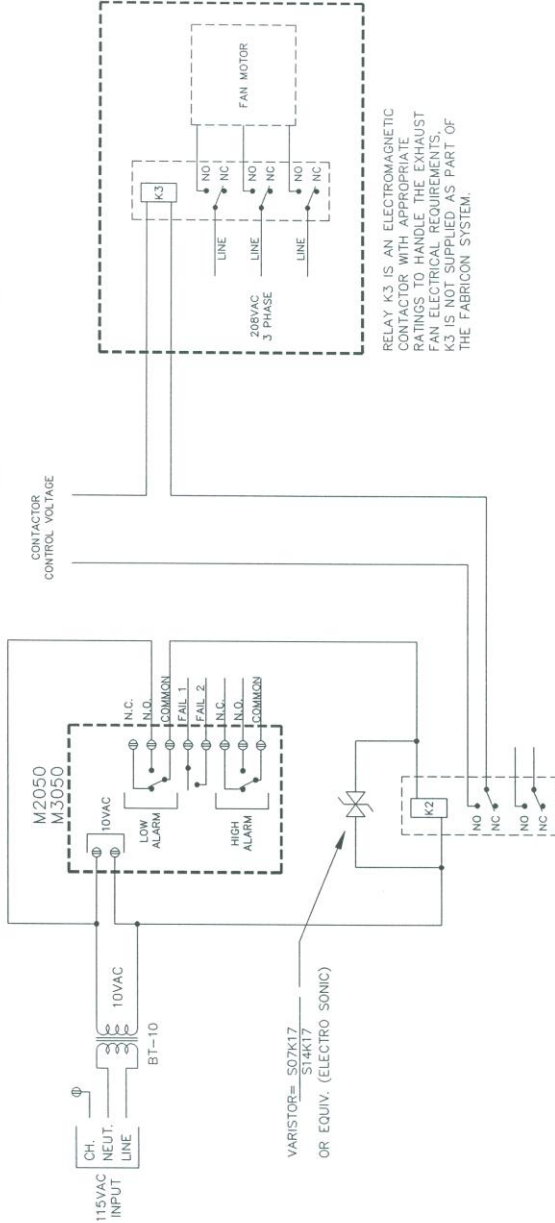 115VAC
INPUT
CH.
NEUT.
LINE
10VAC
BT-10
M2050
M3050
10VAC
LOW
ALARM
HIGH
ALARM
N.C.
N.O.
COMMON
FAIL 1
FAIL 2
N.C.
N.O.
COMMON
VARISTOR= S07K17
S14K17
OR EQUIV. (ELECTRO SONIC)
K2
NO
NC
NO
NC
CONTACTOR
CONTROL VOLTAGE
K3
NO
NC
NO
NC
NO
NC
LINE
LINE
LINE
208VAC
3 PHASE
FAN MOTOR
RELAY K3 IS AN ELECTROMAGNETIC
CONTACTOR WITH APPROPRIATE
RATINGS TO HANDLE THE EXHAUST
FAN ELECTRICAL REQUIREMENTS,
K3 IS NOT SUPPLIED AS PART OF
THE FABRICON SYSTEM.